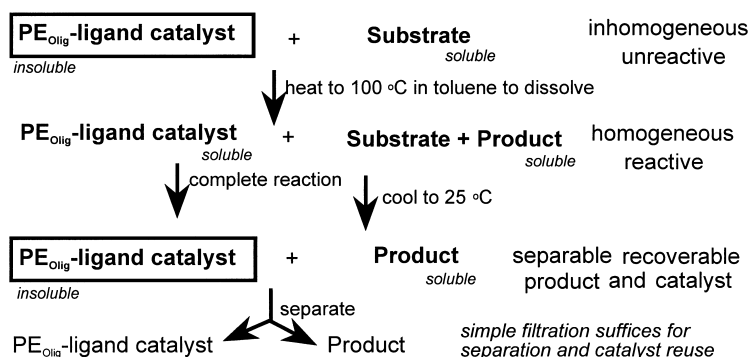 PEOlig-ligand catalyst + Substrate inhomogeneous
insoluble soluble unreactive
heat to 100 ºC in toluene to dissolve
PEOlig-ligand catalyst + Substrate + Product homogeneous
soluble soluble reactive
complete reaction
cool to 25 ºC
PEOlig-ligand catalyst + Product separable recoverable
insoluble soluble product and catalyst
separate
PEOlig-ligand catalyst Product simple filtration suffices for
separation and catalyst reuse